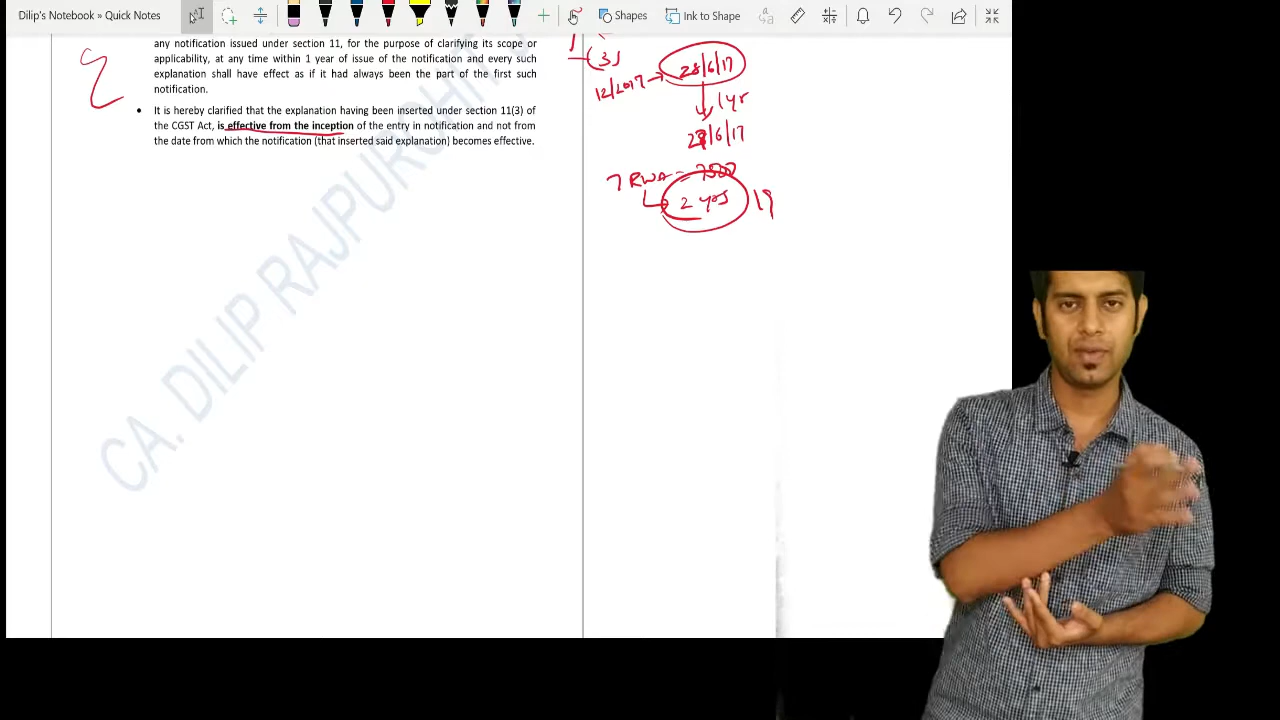 Dilip's Notebook » Quick Notes
Shapes
Ink to Shape
any notification issued under section 11, for the purpose of clarifying its scope or
applicability, at any time within 1 year of issue of the notification and every such
explanation shall have effect as if it had always been the part of the first such
notification.
• It is hereby clarified that the explanation having been inserted under section 11(3) of
the CGST Act, is effective from the inception of the entry in notification and not from
the date from which the notification (that inserted said explanation) becomes effective.
(3)
12/2017 → 28/6/17
1yr
28/6/17
7 RWA - 7500
2 yrs 19
CA. DILIP RAJPUROHIT